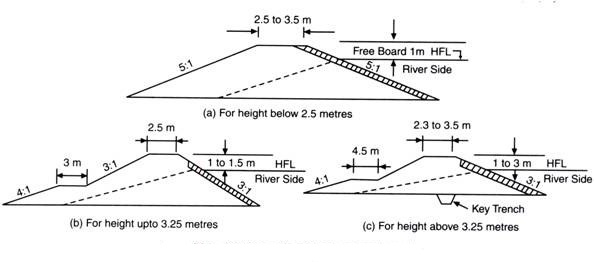 2.5 to 3.5 m
Free Board 1m HFL
5:1
5:1
River Side
(a) For height below 2.5 metres
2.5 m
3 m
3:1
1 to 1.5 m HFL
4:1
3:1
River Side
(b) For height upto 3.25 metres
2.3 to 3.5 m
4.5 m
1 to 3 m HFL
4:1
3:1
River Side
Key Trench
(c) For height above 3.25 metres